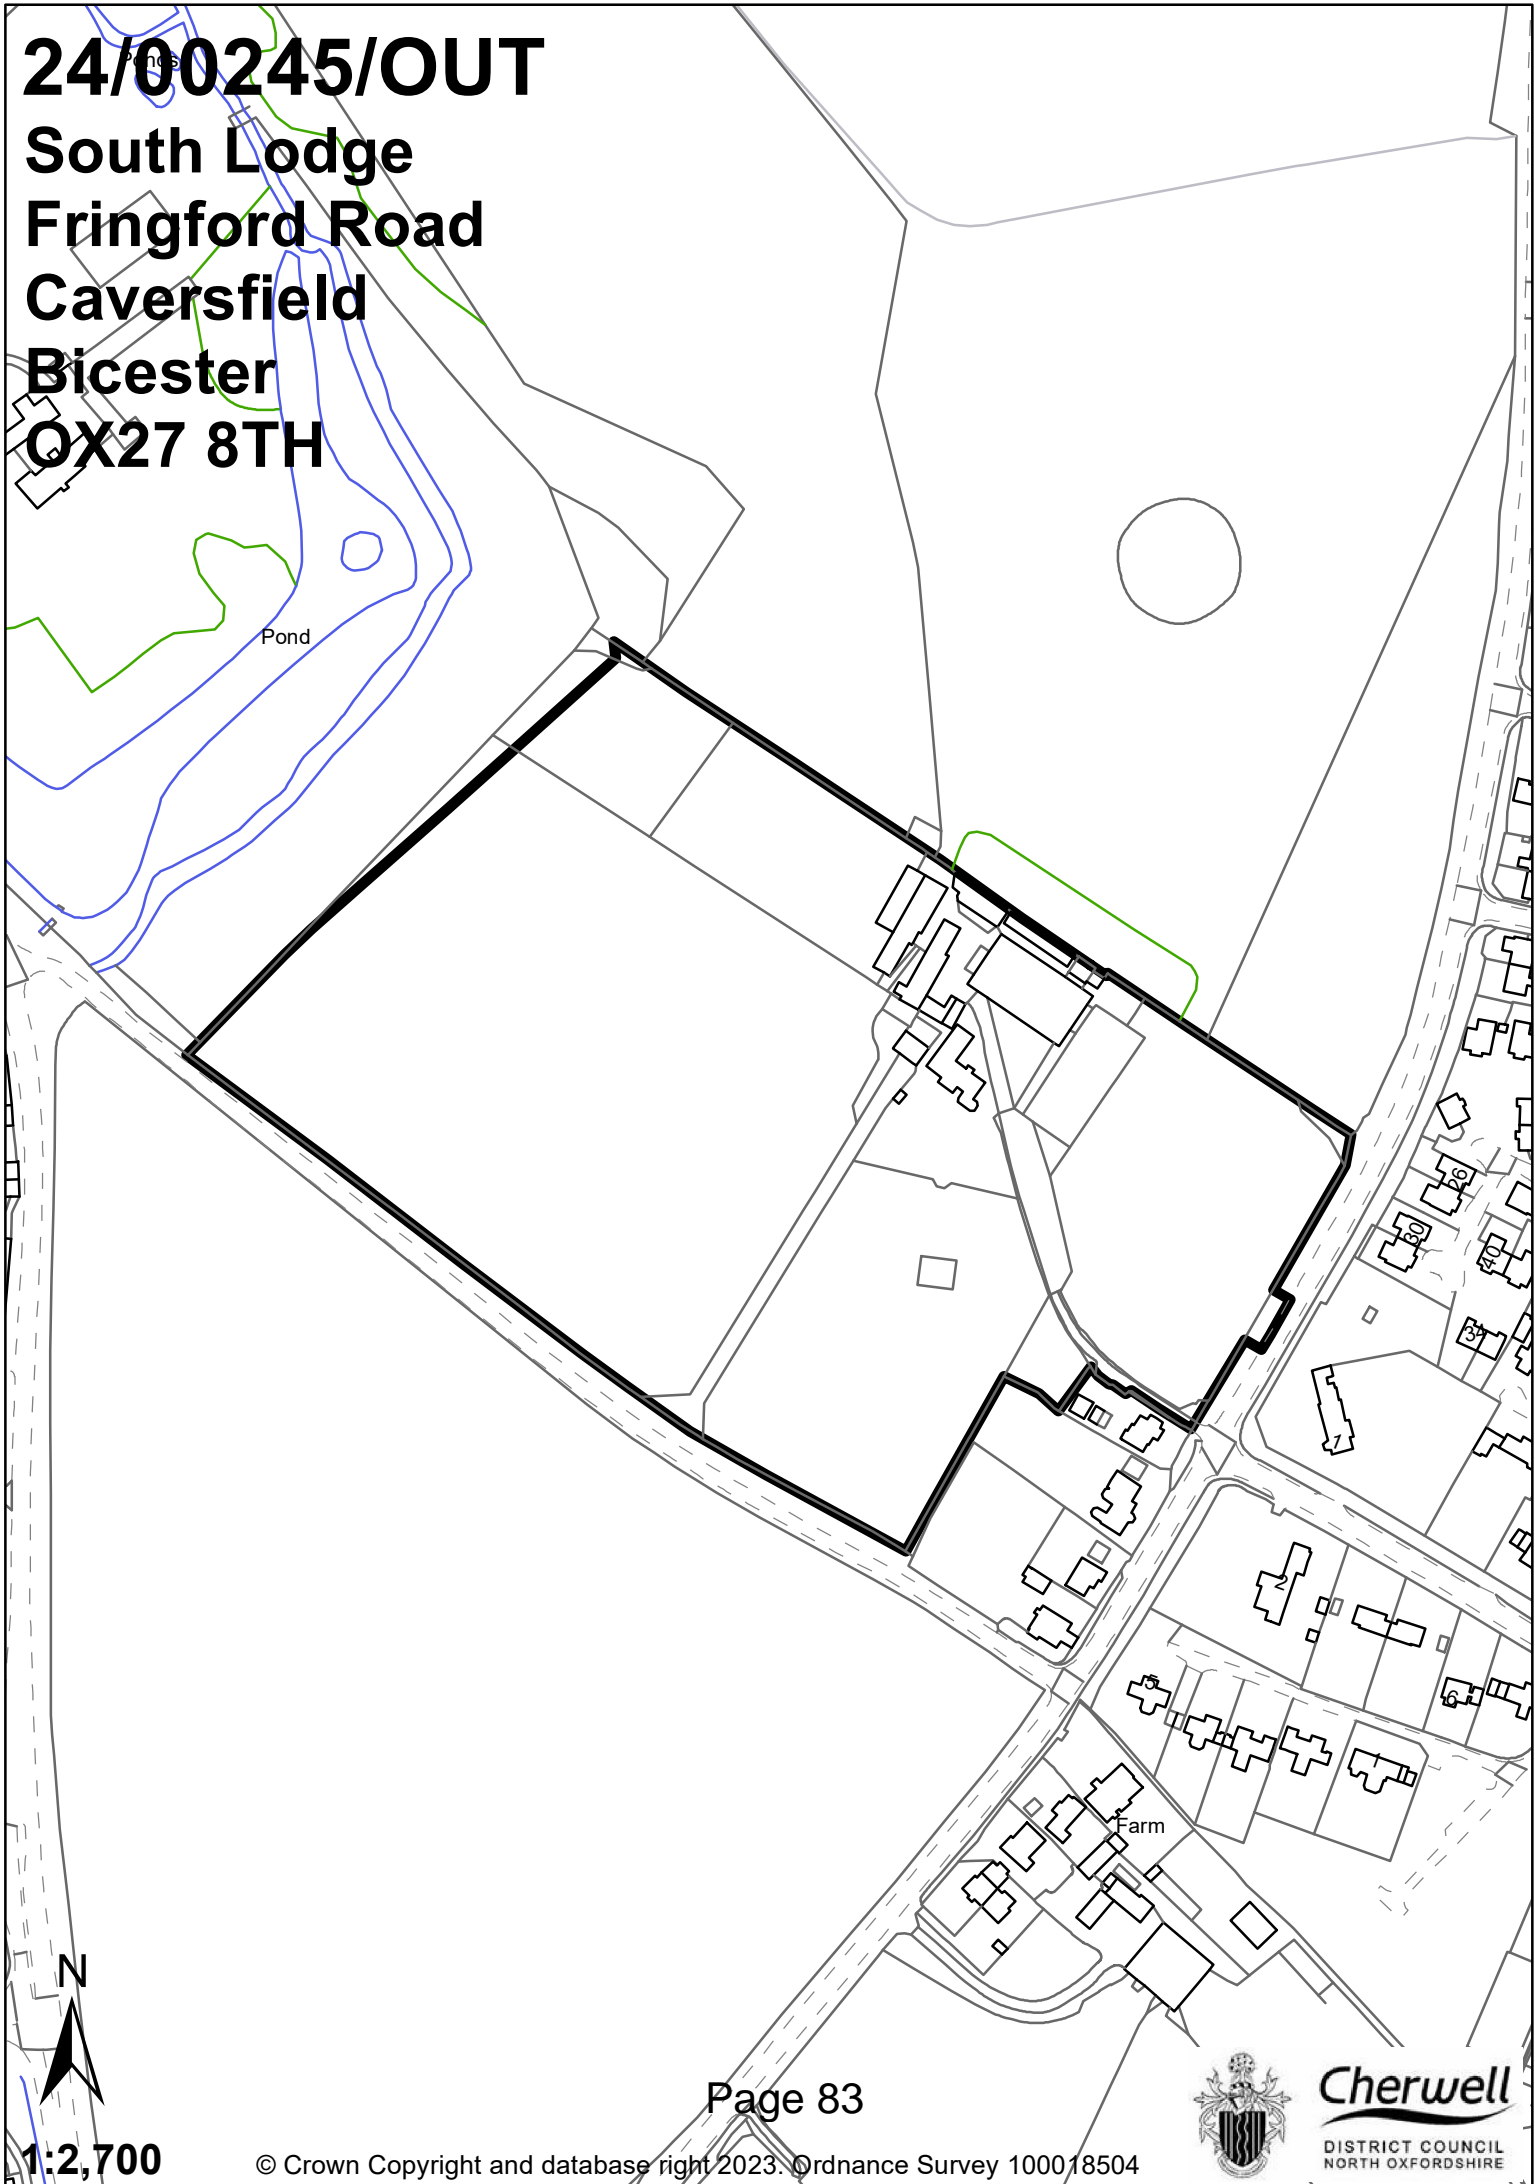 24/00245/OUT
Ponds
South Lodge
Fringford Road
Caversfield
Bicester
OX27 8TH
Pond
26
30
40
34
1
2
5
6
1
Farm
N
Page 83
1:2,700
© Crown Copyright and database right 2023. Ordnance Survey 100018504
Cherwell
DISTRICT COUNCIL
NORTH OXFORDSHIRE